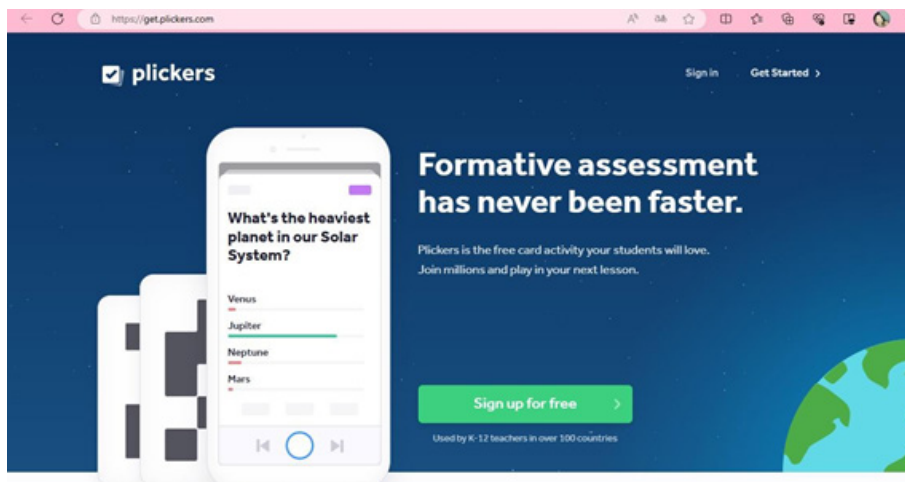 https://get.plickers.com
plickers
Sign in
Get Started >
Formative assessment
has never been faster.
Plickers is the free card activity your students will love.
Join millions and play in your next lesson.
What's the heaviest
planet in our Solar
System?
Venus
Jupiter
Neptune
Mars
Sign up for free >
Used by K-12 teachers in over 100 countries